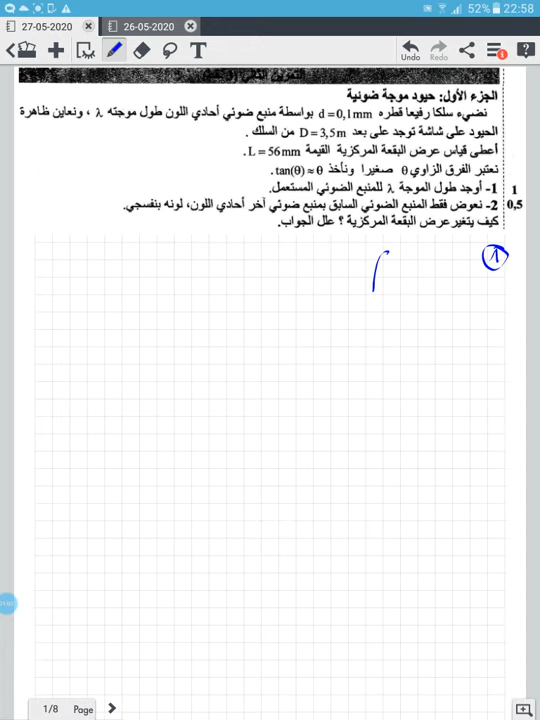 52% 22:58
27-05-2020 26-05-2020
T Undo Redo
التمرين الثاني
الجزء الأول: حيود موجة ضوئية
نضيء سلكا رفيعا قطره d = 0,1mm بواسطة منبع ضوئي أحادي اللون طول موجته λ ، ونعاين ظاهرة
الحيود على شاشة توجد على بعد D = 3,5m من السلك .
أعطى قياس عرض البقعة المركزية القيمة L = 56mm .
نعتبر الفرق الزاوي θ صغيرا ونأخذ tan(θ) ≈ θ .
1- أوجد طول الموجة λ للمنبع الضوئي المستعمل. 1
2- نعوض فقط المنبع الضوئي السابق بمنبع ضوئي آخر أحادي اللون، لونه بنفسجي. 0,5
كيف يتغير عرض البقعة المركزية ؟ علل الجواب.
1
1/8 Page